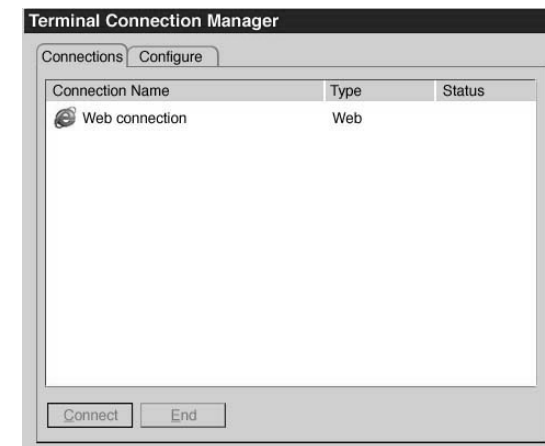 Terminal Connection Manager
Connections Configure
Connection Name Type Status
Web connection Web
Connect End